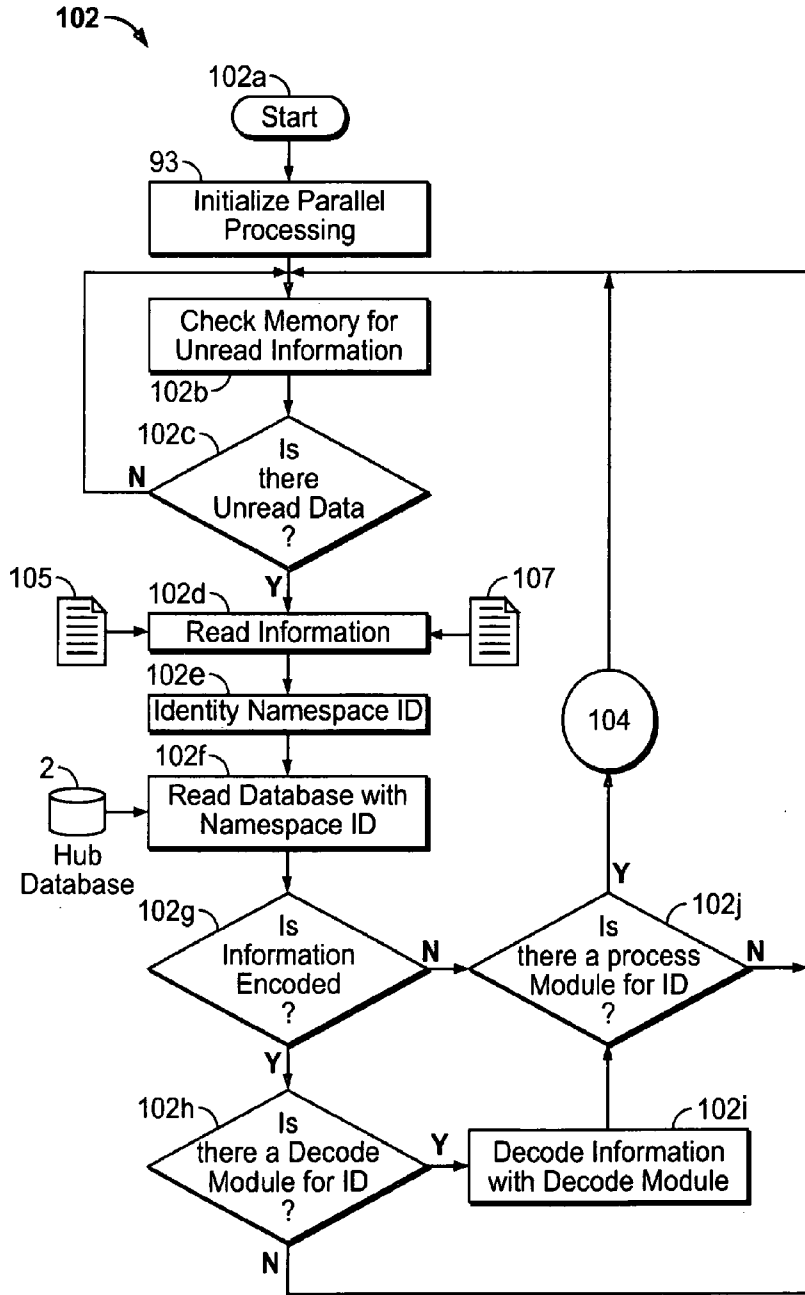 102
102a
Start
93
Initialize Parallel
Processing
Check Memory for
Unread Information
102b
102c
Is
there
Unread Data
?
N
Y
105
102d
107
Read Information
102e
Identity Namespace ID
104
102f
2
Read Database with
Namespace ID
Hub
Database
Y
102g
102j
Is
Information
Encoded
?
N
Is
there a process
Module for ID
?
N
Y
102h
102i
Is
there a Decode
Module for ID
?
Y
Decode Information
with Decode Module
N